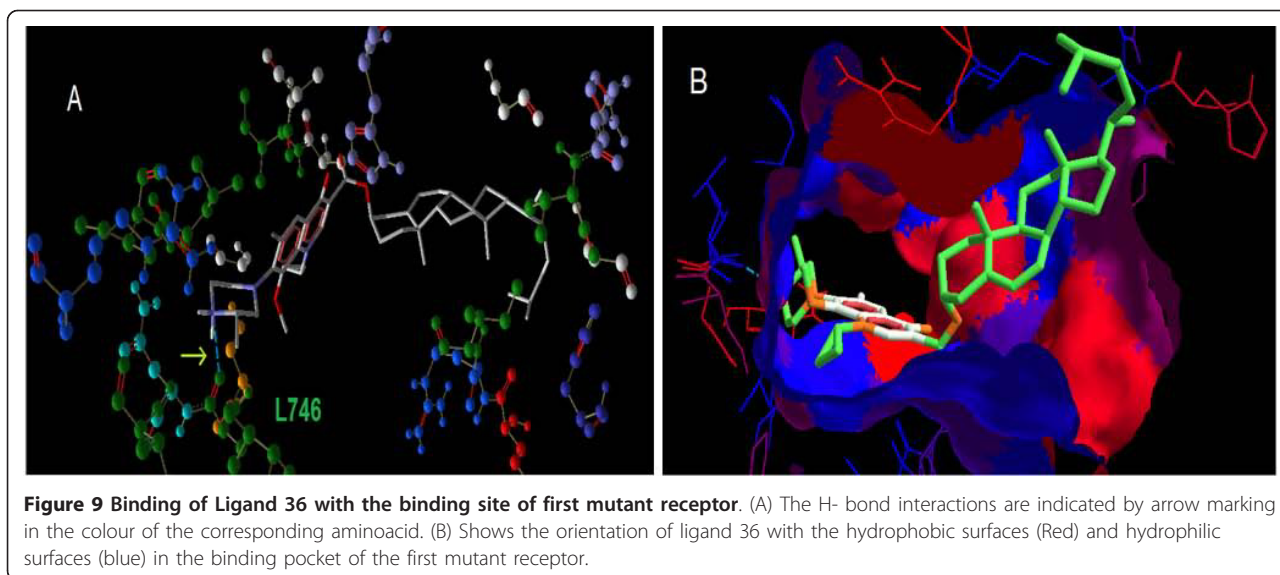 A
B
L746
Figure 9 Binding of Ligand 36 with the binding site of first mutant receptor. (A) The H- bond interactions are indicated by arrow marking
in the colour of the corresponding aminoacid. (B) Shows the orientation of ligand 36 with the hydrophobic surfaces (Red) and hydrophilic
surfaces (blue) in the binding pocket of the first mutant receptor.